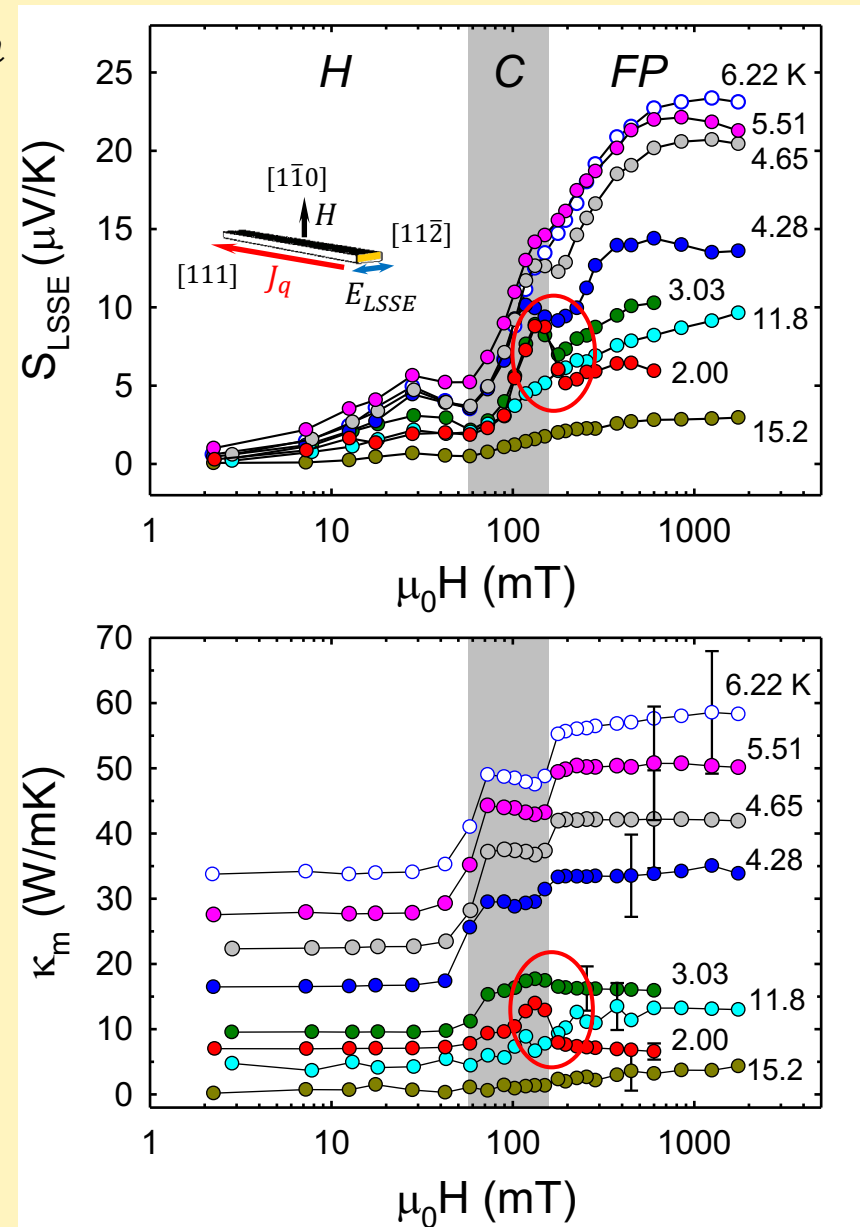 H C FP
30
25
20
15
10
5
0
S_LSSE (μV/K)
6.22 K
5.51
4.65
4.28
3.03
11.8
2.00
15.2
[11̄0]
H
[112̄]
[111]
J_q
E_LSSE
1 10 100 1000
μ₀H (mT)
70
60
50
40
30
20
10
0
κ_m (W/mK)
6.22 K
5.51
4.65
4.28
3.03
11.8
2.00
15.2
1 10 100 1000
μ₀H (mT)